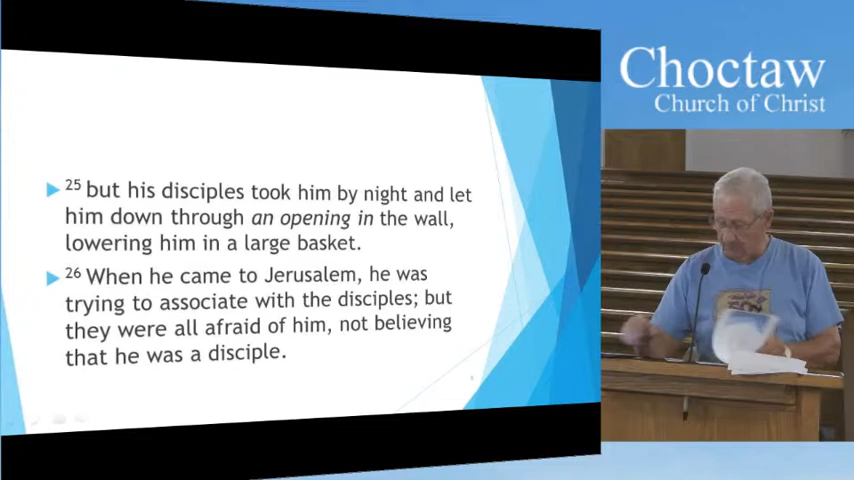 Choctaw
Church of Christ
25 but his disciples took him by night and let
him down through an opening in the wall,
lowering him in a large basket.
26 When he came to Jerusalem, he was
trying to associate with the disciples; but
they were all afraid of him, not believing
that he was a disciple.